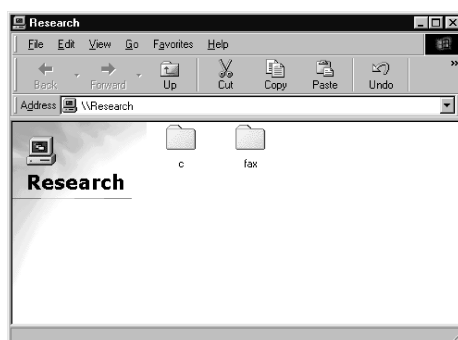 Research
File Edit View Go Favorites Help
Back Forward Up Cut Copy Paste Undo »
Address \\Research
c fax
Research